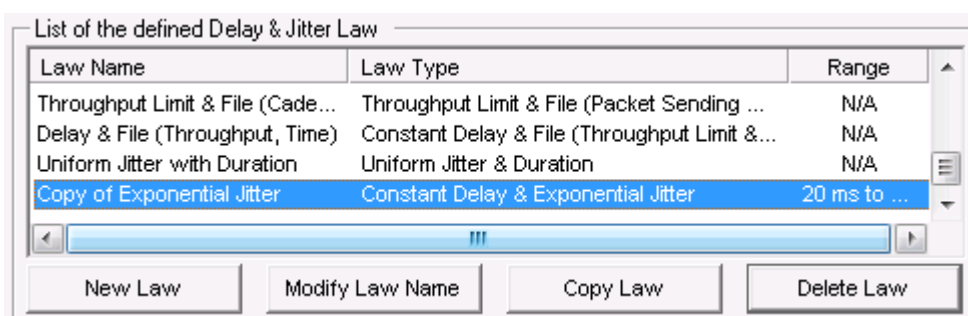 List of the defined Delay & Jitter Law
Law Name Law Type Range
Throughput Limit & File (Cade... Throughput Limit & File (Packet Sending ... N/A
Delay & File (Throughput, Time) Constant Delay & File (Throughput Limit &... N/A
Uniform Jitter with Duration Uniform Jitter & Duration N/A
Copy of Exponential Jitter Constant Delay & Exponential Jitter 20 ms to ...
New Law Modify Law Name Copy Law Delete Law